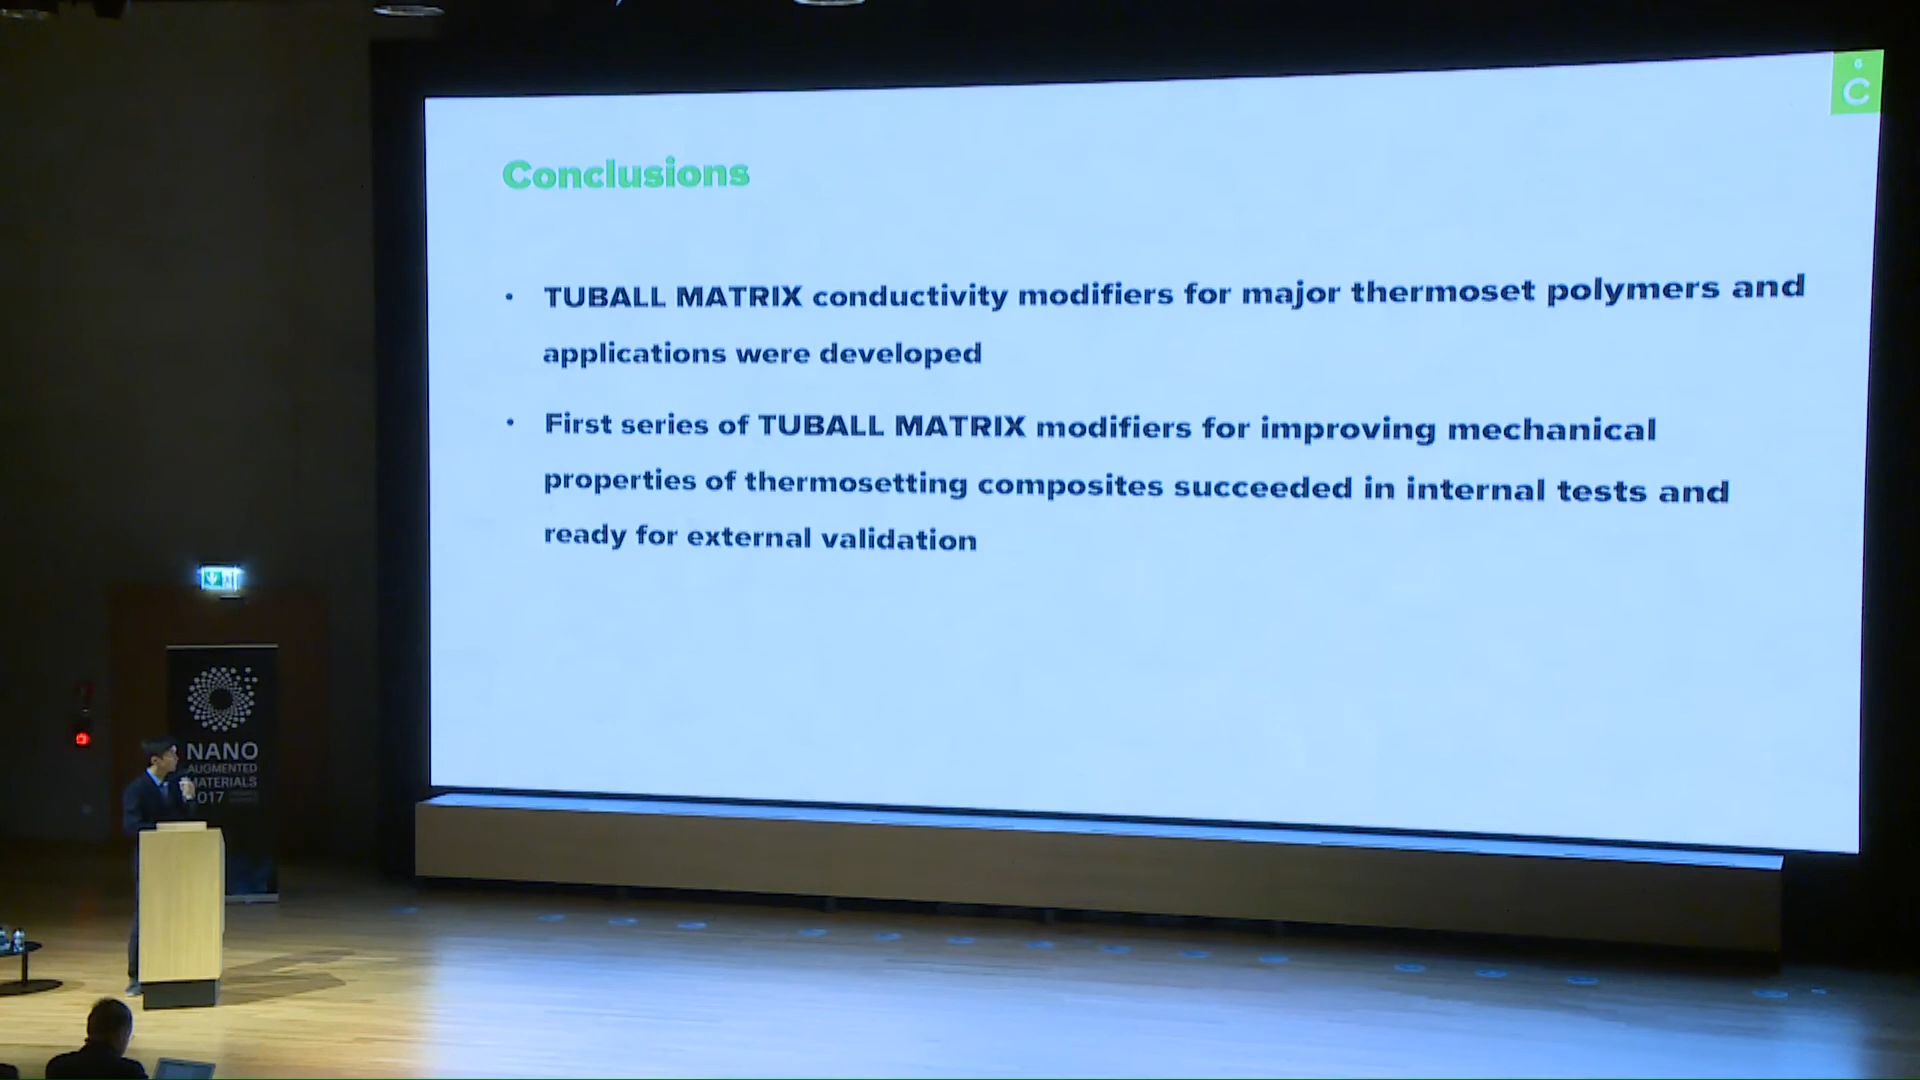 6
C
Conclusions
• TUBALL MATRIX conductivity modifiers for major thermoset polymers and
applications were developed
• First series of TUBALL MATRIX modifiers for improving mechanical
properties of thermosetting composites succeeded in internal tests and
ready for external validation
NANO
AUGMENTED
MATERIALS
017